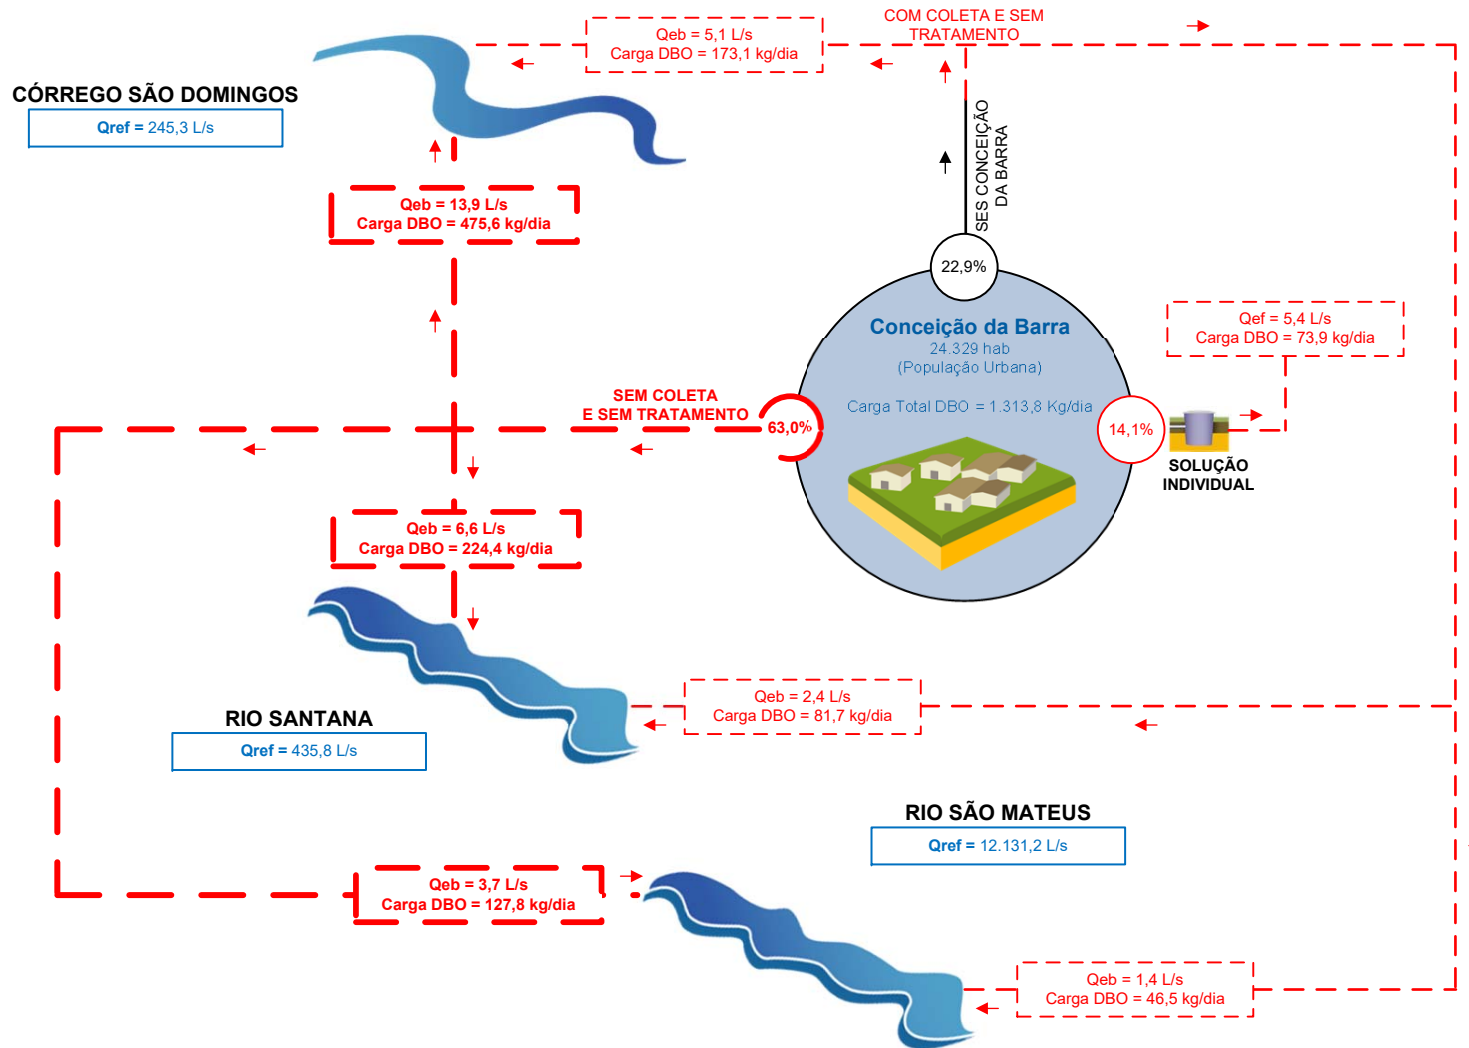 COM COLETA E SEM
TRATAMENTO
Qeb = 5,1 L/s
Carga DBO = 173,1 kg/dia
CÓRREGO SÃO DOMINGOS
Qref = 245,3 L/s
SES CONCEIÇÃO
DA BARRA
Qeb = 13,9 L/s
Carga DBO = 475,6 kg/dia
22,9%
Conceição da Barra
24.329 hab
(População Urbana)
Carga Total DBO = 1.313,8 Kg/dia
Qef = 5,4 L/s
Carga DBO = 73,9 kg/dia
SEM COLETA
E SEM TRATAMENTO
63,0%
14,1%
SOLUÇÃO
INDIVIDUAL
Qeb = 6,6 L/s
Carga DBO = 224,4 kg/dia
RIO SANTANA
Qref = 435,8 L/s
Qeb = 2,4 L/s
Carga DBO = 81,7 kg/dia
RIO SÃO MATEUS
Qref = 12.131,2 L/s
Qeb = 3,7 L/s
Carga DBO = 127,8 kg/dia
Qeb = 1,4 L/s
Carga DBO = 46,5 kg/dia